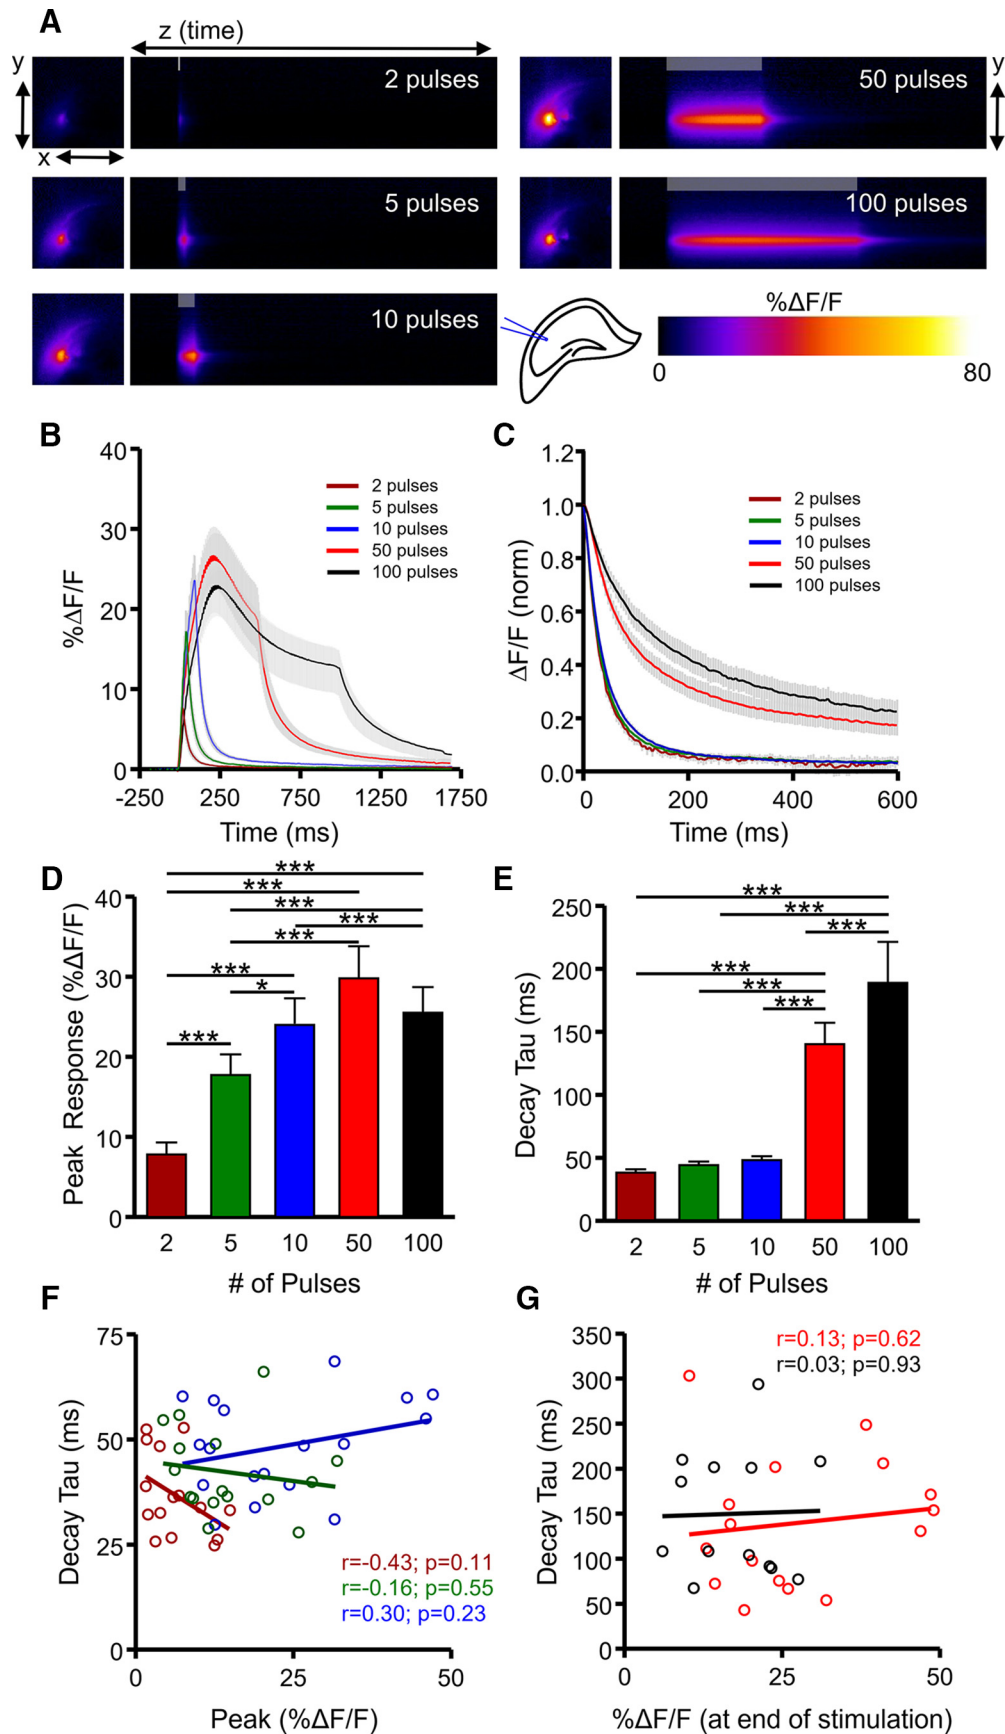 A
z (time)
y
x
2 pulses
5 pulses
10 pulses
50 pulses
y
100 pulses
%ΔF/F
0
80
B
40
30
20
10
0
%ΔF/F
2 pulses
5 pulses
10 pulses
50 pulses
100 pulses
-250
250
750
1250
1750
Time (ms)
C
1.2
1.0
0.8
0.6
0.4
0.2
0.0
ΔF/F (norm)
2 pulses
5 pulses
10 pulses
50 pulses
100 pulses
0
200
400
600
Time (ms)
D
40
30
20
10
0
Peak Response (%ΔF/F)
***
***
***
***
***
***
*
***
2
5
10
50
100
# of Pulses
E
250
200
150
100
50
0
Decay Tau (ms)
***
***
***
***
***
***
2
5
10
50
100
# of Pulses
F
75
50
25
0
Decay Tau (ms)
r=-0.43; p=0.11
r=-0.16; p=0.55
r=0.30; p=0.23
0
25
50
Peak (%ΔF/F)
G
350
300
250
200
150
100
50
0
Decay Tau (ms)
r=0.13; p=0.62
r=0.03; p=0.93
0
25
50
%ΔF/F (at end of stimulation)